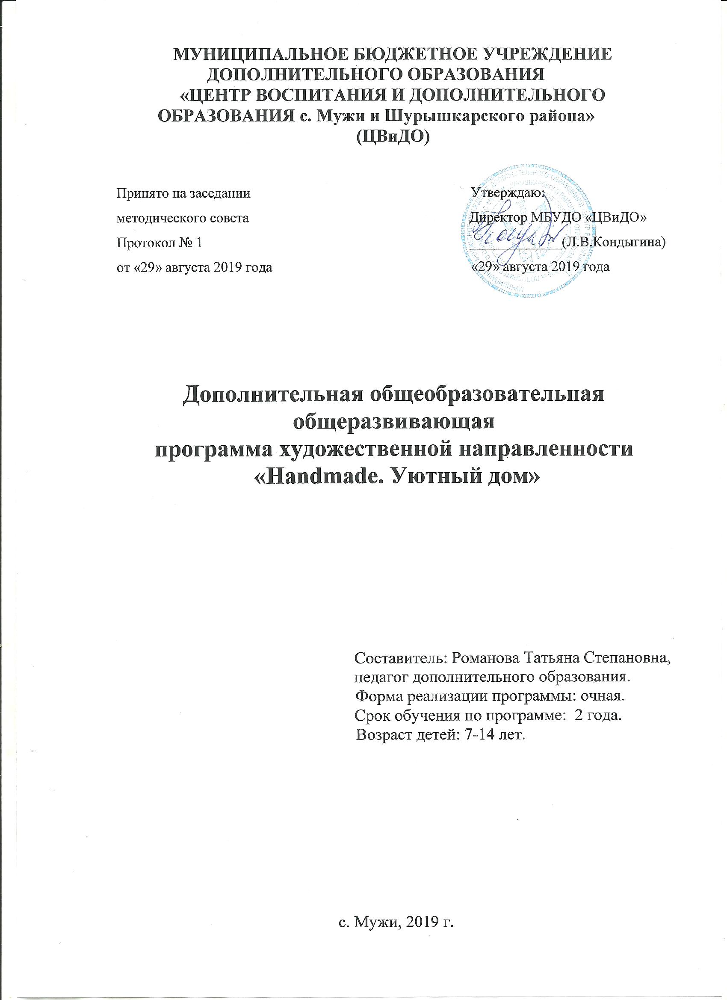 МУНИЦИПАЛЬНОЕ БЮДЖЕТНОЕ УЧРЕЖДЕНИЕ
ДОПОЛНИТЕЛЬНОГО ОБРАЗОВАНИЯ
«ЦЕНТР ВОСПИТАНИЯ И ДОПОЛНИТЕЛЬНОГО
ОБРАЗОВАНИЯ с. Мужи и Шурышкарского района»
(ЦВиДО)
Принято на заседании
методического совета
Протокол № 1
от «29» августа 2019 года
Утверждаю:
Директор МБУДО «ЦВиДО»
(Л.В.Кондыгина)
«29» августа 2019 года
Дополнительная общеобразовательная
общеразвивающая
программа художественной направленности
«Handmade. Уютный дом»
Составитель: Романова Татьяна Степановна,
педагог дополнительного образования.
Форма реализации программы: очная.
Срок обучения по программе: 2 года.
Возраст детей: 7-14 лет.
с. Мужи, 2019 г.